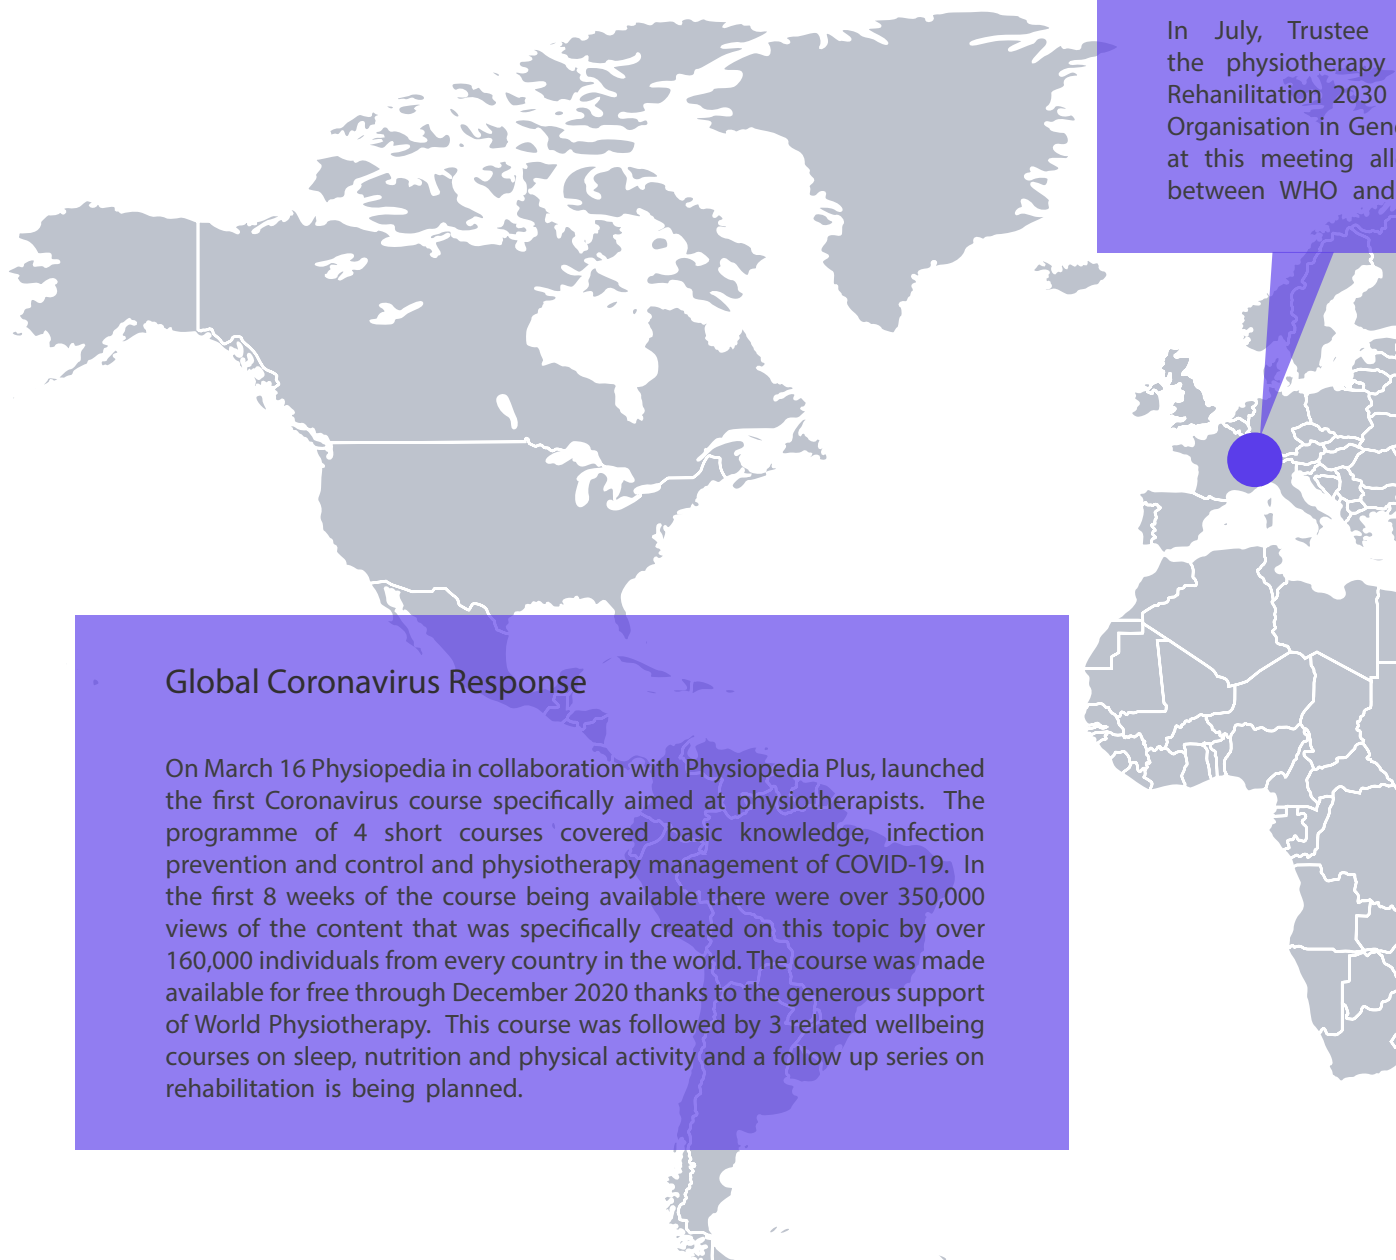 In July, Trustee
the physiotherapy
Rehanilitation 2030
Organisation in
at this meeting
between WHO and
Global Coronavirus Response
On March 16 Physiopedia in collaboration with Physiopedia Plus, launched
the first Coronavirus course specifically aimed at physiotherapists. The
programme of 4 short courses covered basic knowledge, infection
prevention and control and physiotherapy management of COVID-19. In
the first 8 weeks of the course being available there were over 350,000
views of the content that was specifically created on this topic by over
160,000 individuals from every country in the world. The course was made
available for free through December 2020 thanks to the generous support
of World Physiotherapy. This course was followed by 3 related wellbeing
courses on sleep, nutrition and physical activity and a follow up series on
rehabilitation is being planned.